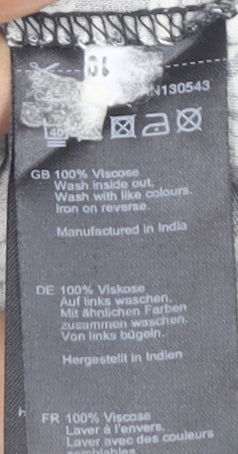 N130543
40
GB 100% Viscose
Wash inside out.
Wash with like colours.
Iron on reverse.
Manufactured in India
DE 100% Viskose
Auf links waschen.
Mit ähnlichen Farben
zusammen waschen.
Von links bügeln.
Hergestellt in Indien
FR 100% Viscose
Laver à l'envers.
Laver avec des couleurs
semblables.